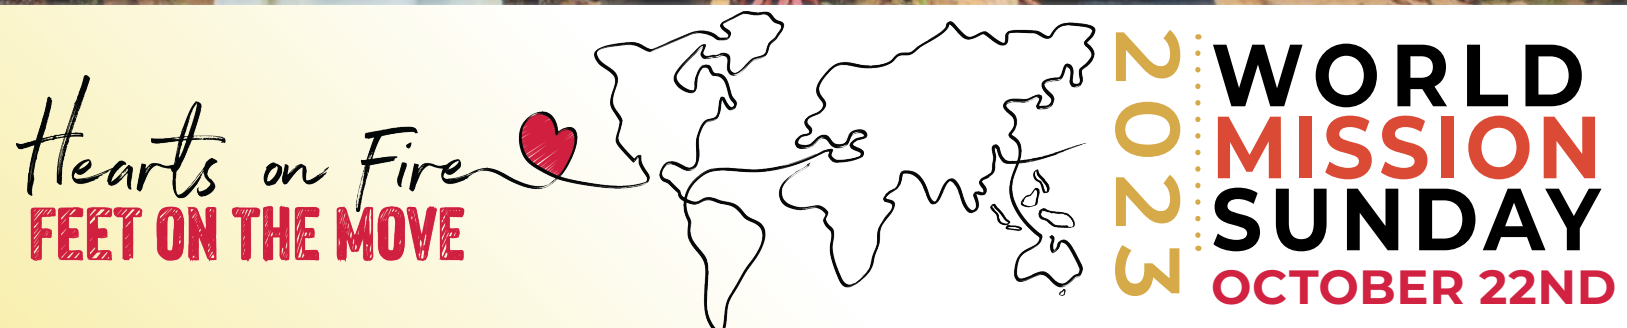 Hearts on Fire
FEET ON THE MOVE
2023
WORLD
MISSION
SUNDAY
OCTOBER 22ND